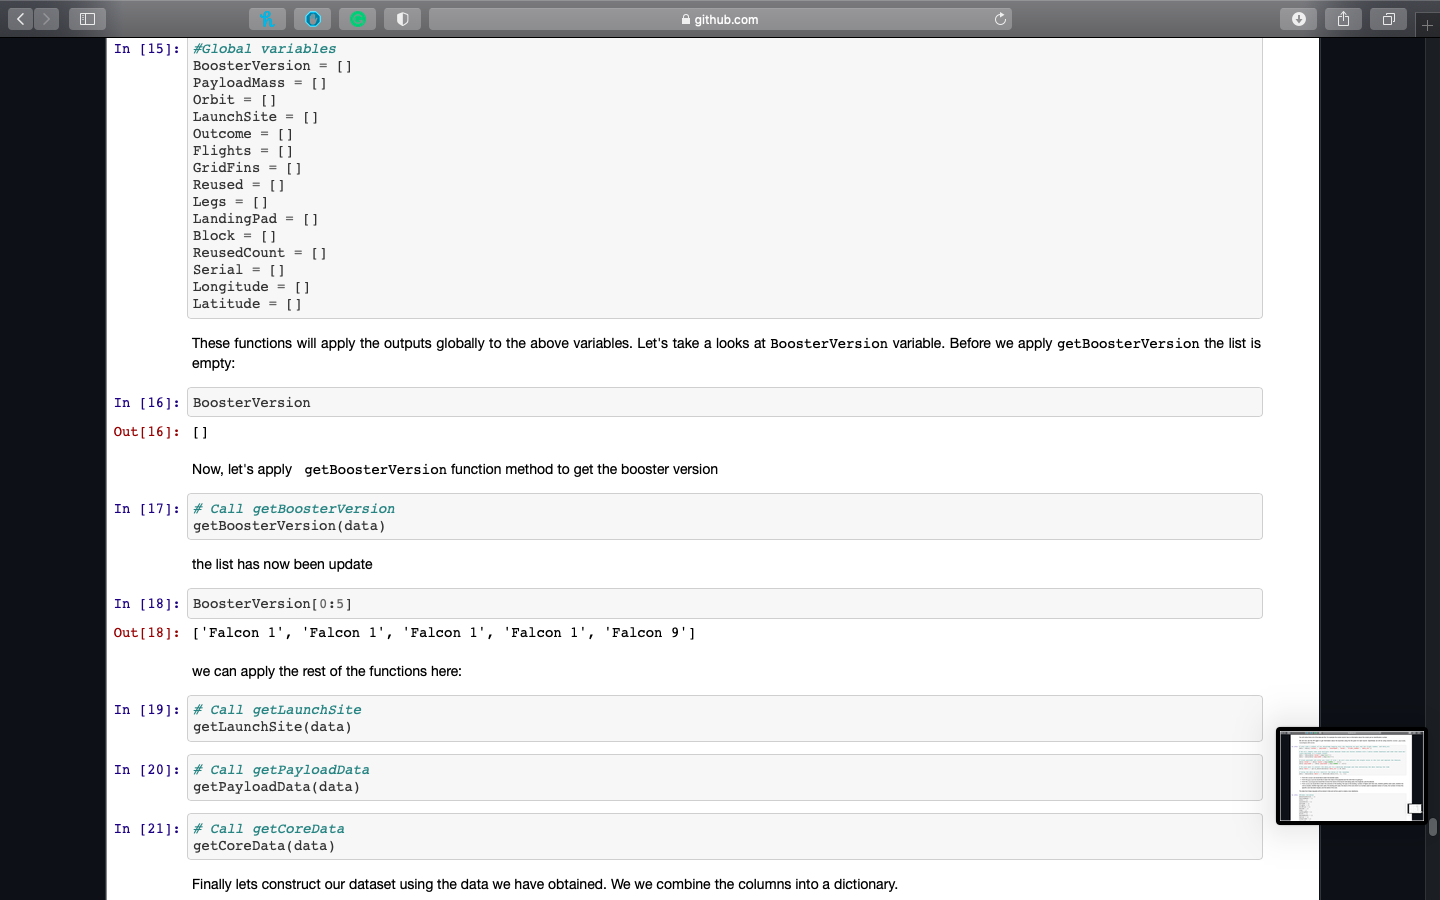 github.com
In [15]: #Global variables
BoosterVersion = []
PayloadMass = []
Orbit = []
LaunchSite = []
Outcome = []
Flights = []
GridFins = []
Reused = []
Legs = []
LandingPad = []
Block = []
ReusedCount = []
Serial = []
Longitude = []
Latitude = []
These functions will apply the outputs globally to the above variables. Let's take a looks at BoosterVersion variable. Before we apply getBoosterVersion the list is
empty:
In [16]: BoosterVersion
Out[16]: []
Now, let's apply getBoosterVersion function method to get the booster version
In [17]: # Call getBoosterVersion
getBoosterVersion(data)
the list has now been update
In [18]: BoosterVersion[0:5]
Out[18]: ['Falcon 1', 'Falcon 1', 'Falcon 1', 'Falcon 1', 'Falcon 9']
we can apply the rest of the functions here:
In [19]: # Call getLaunchSite
getLaunchSite(data)
In [20]: # Call getPayloadData
getPayloadData(data)
In [21]: # Call getCoreData
getCoreData(data)
Finally lets construct our dataset using the data we have obtained. We we combine the columns into a dictionary.